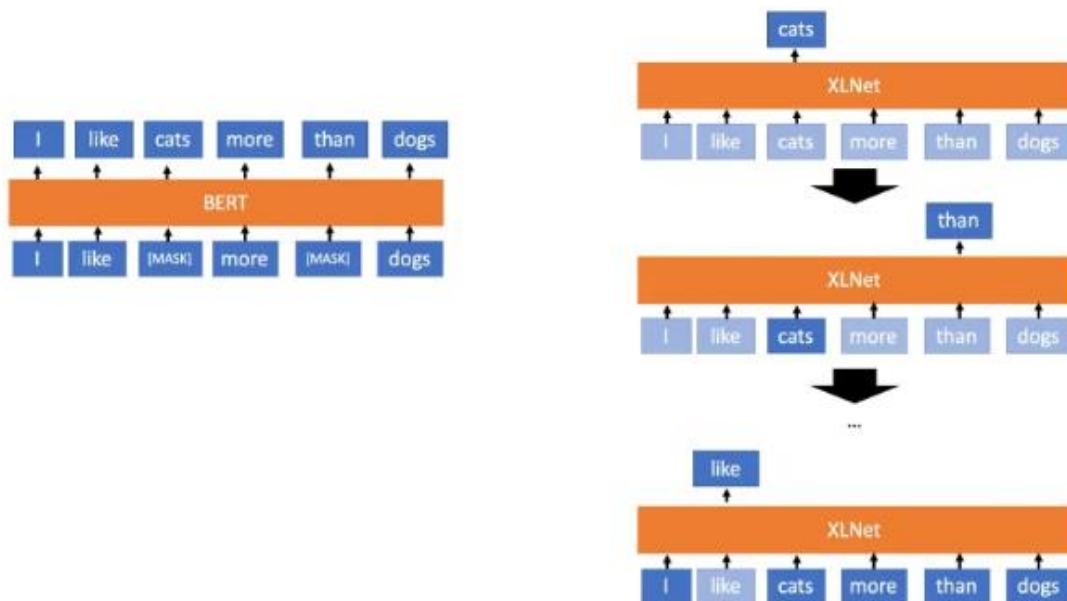 I like cats more than dogs
BERT
I like [MASK] more [MASK] dogs
cats
XLNet
I like cats more than dogs
than
XLNet
I like cats more than dogs
...
like
XLNet
I like cats more than dogs